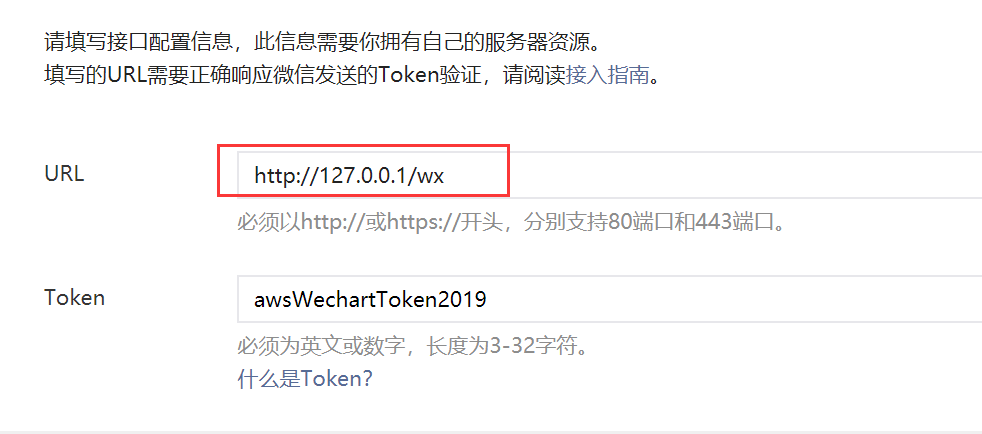 请填写接口配置信息，此信息需要你拥有自己的服务器资源。
填写的URL需要正确响应微信发送的Token验证，请阅读接入指南。
URL
http://127.0.0.1/wx
必须以http://或https://开头，分别支持80端口和443端口。
Token
awsWechartToken2019
必须为英文或数字，长度为3-32字符。
什么是Token?